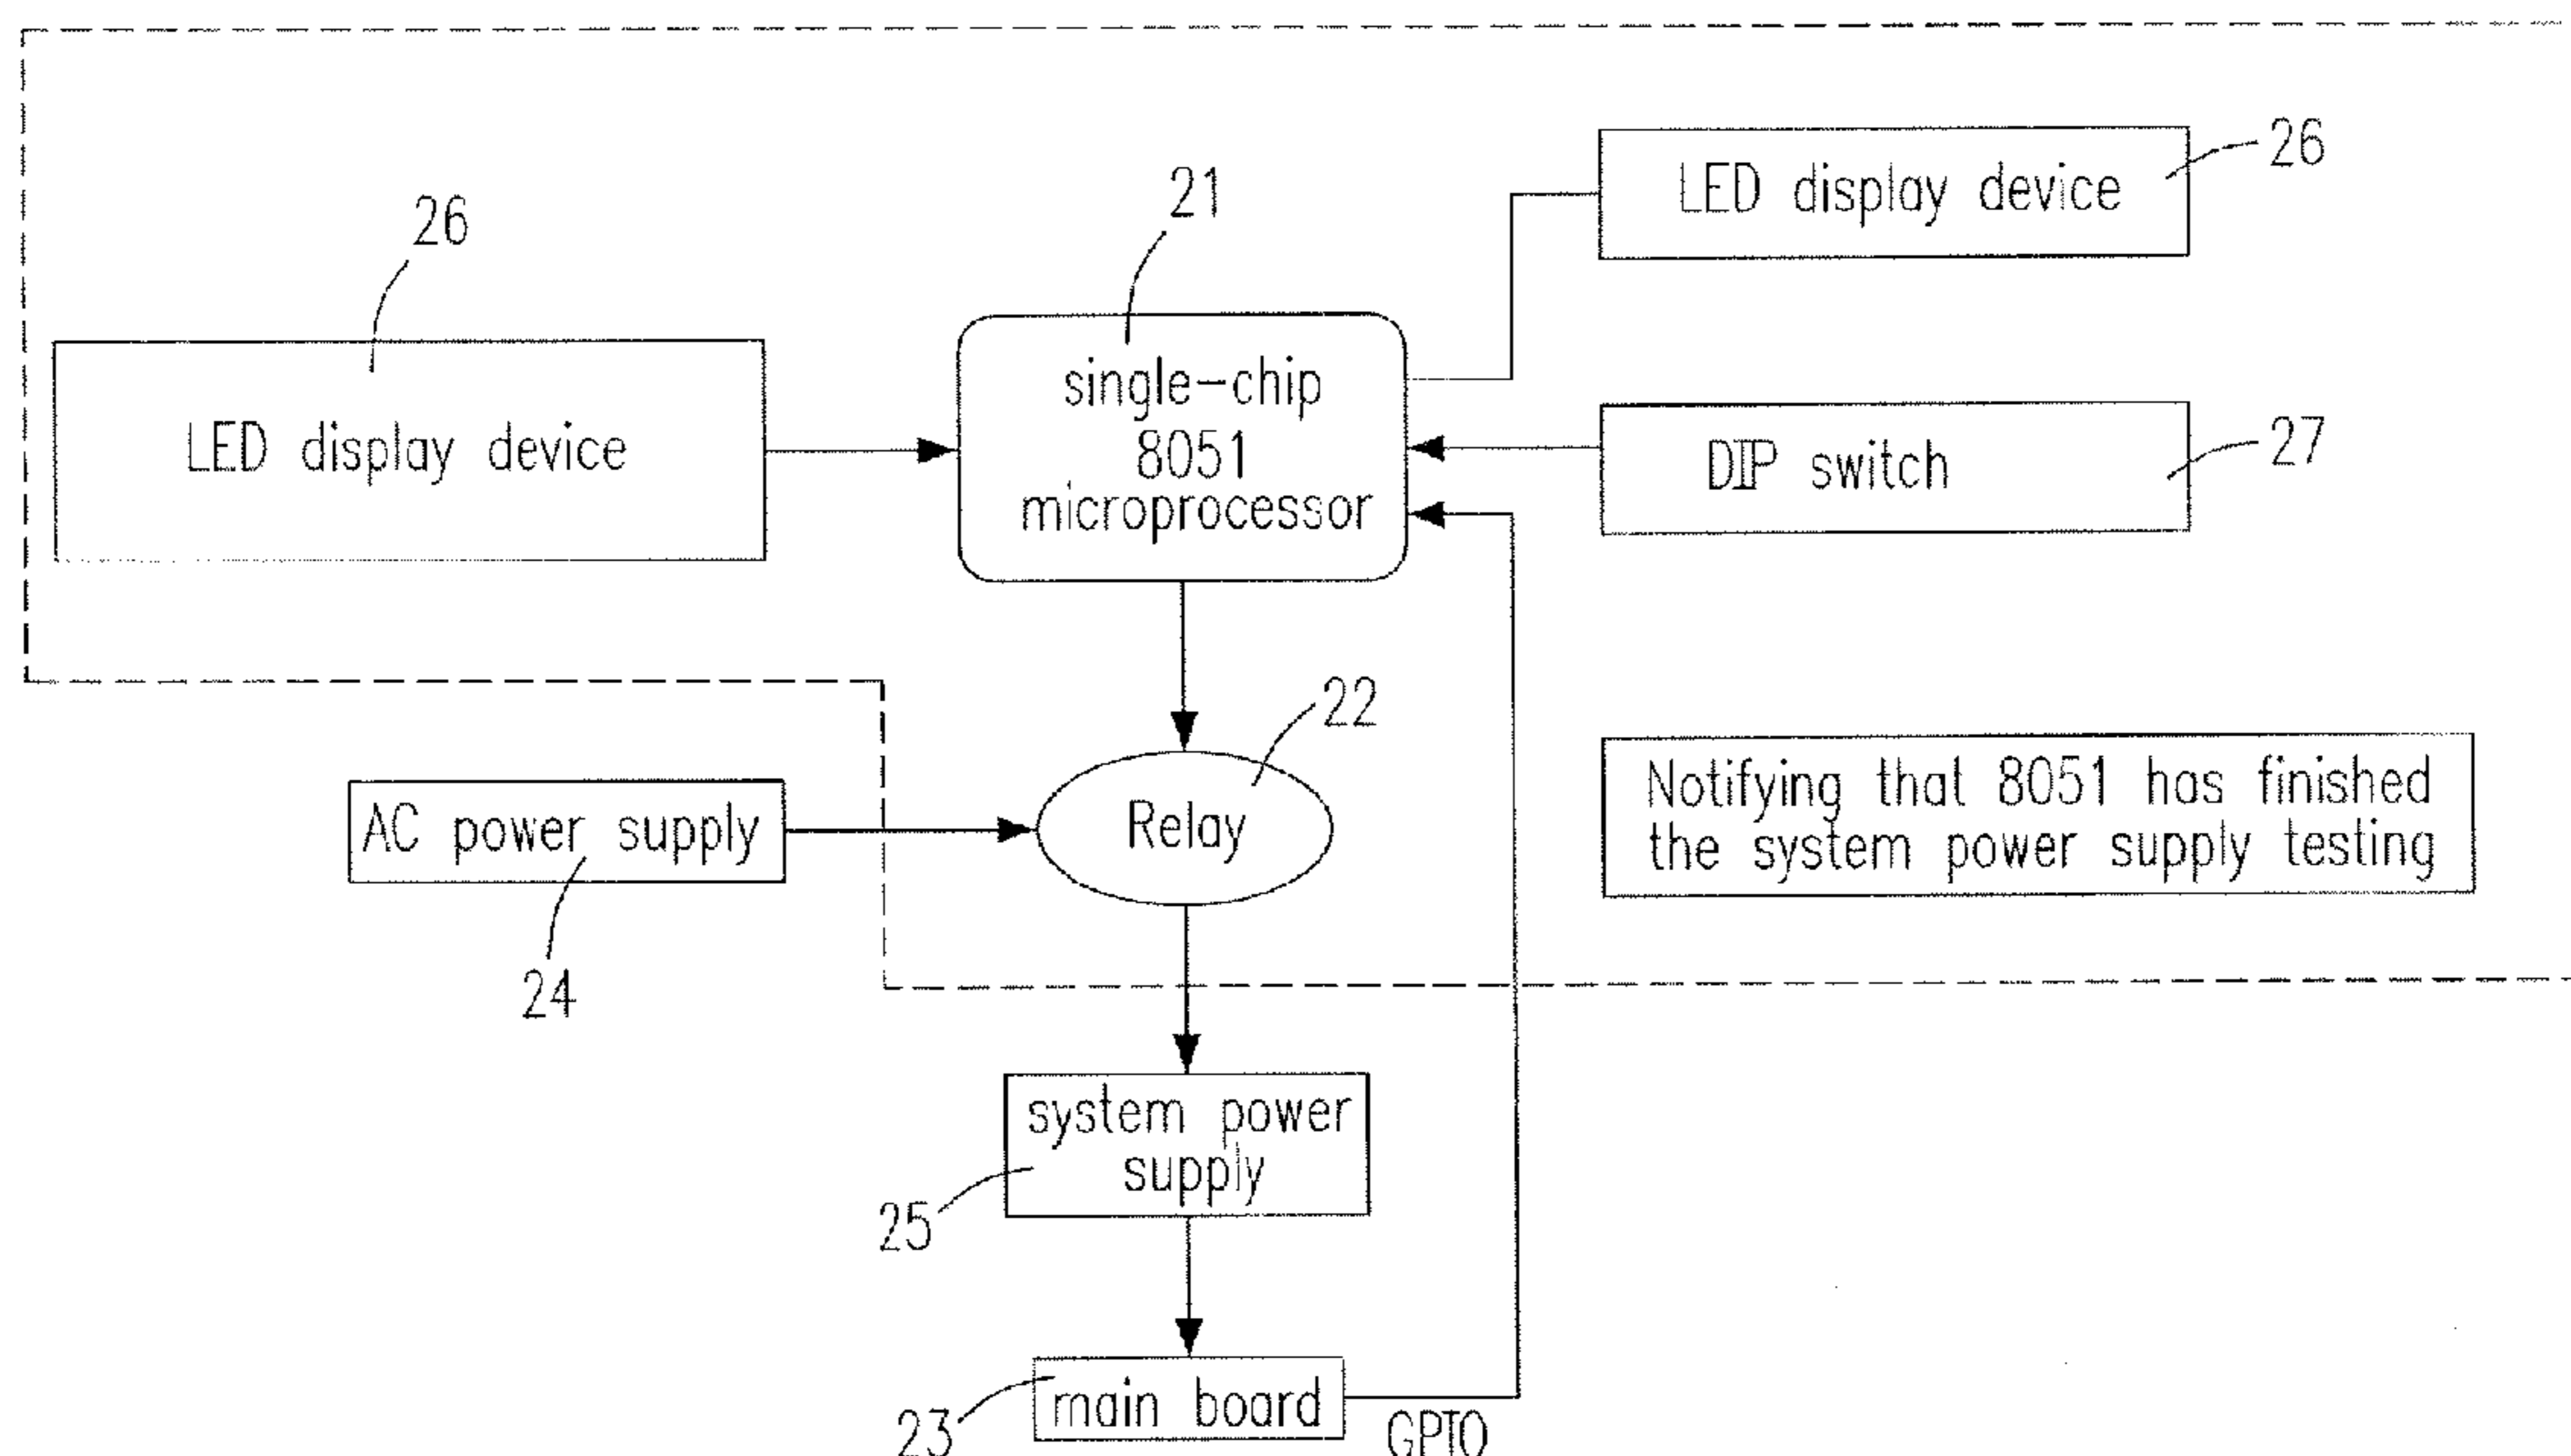 26
LED display device
21
single-chip
8051
microprocessor
LED display device
26
DIP switch
27
22
Relay
AC power supply
24
Notifying that 8051 has finished
the system power supply testing
system power
supply
25
main board
23
GPIO